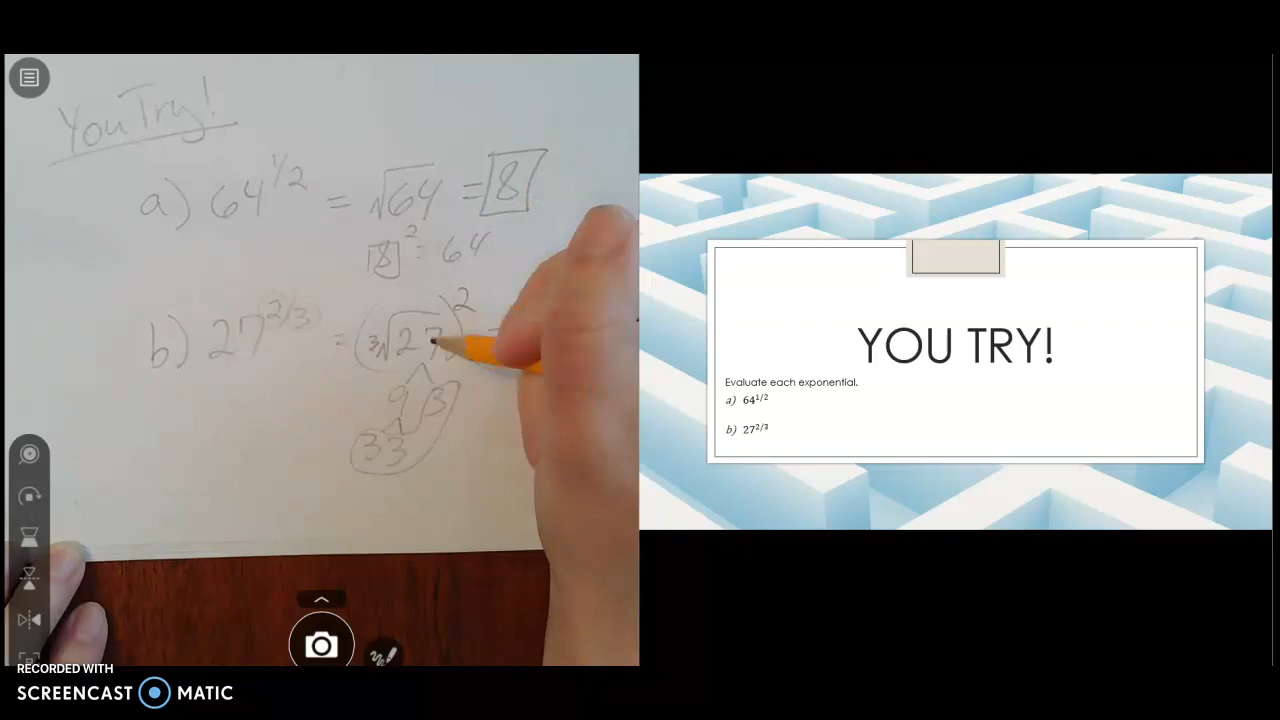 You Try!
a) 64^1/2 = √64 = 8
8^2 = 64
b) 27^2/3 = (3√27)^2 =
9 3
3 3
YOU TRY!
Evaluate each exponential.
a) 64^1/2
b) 27^2/3
RECORDED WITH
SCREENCAST MATIC